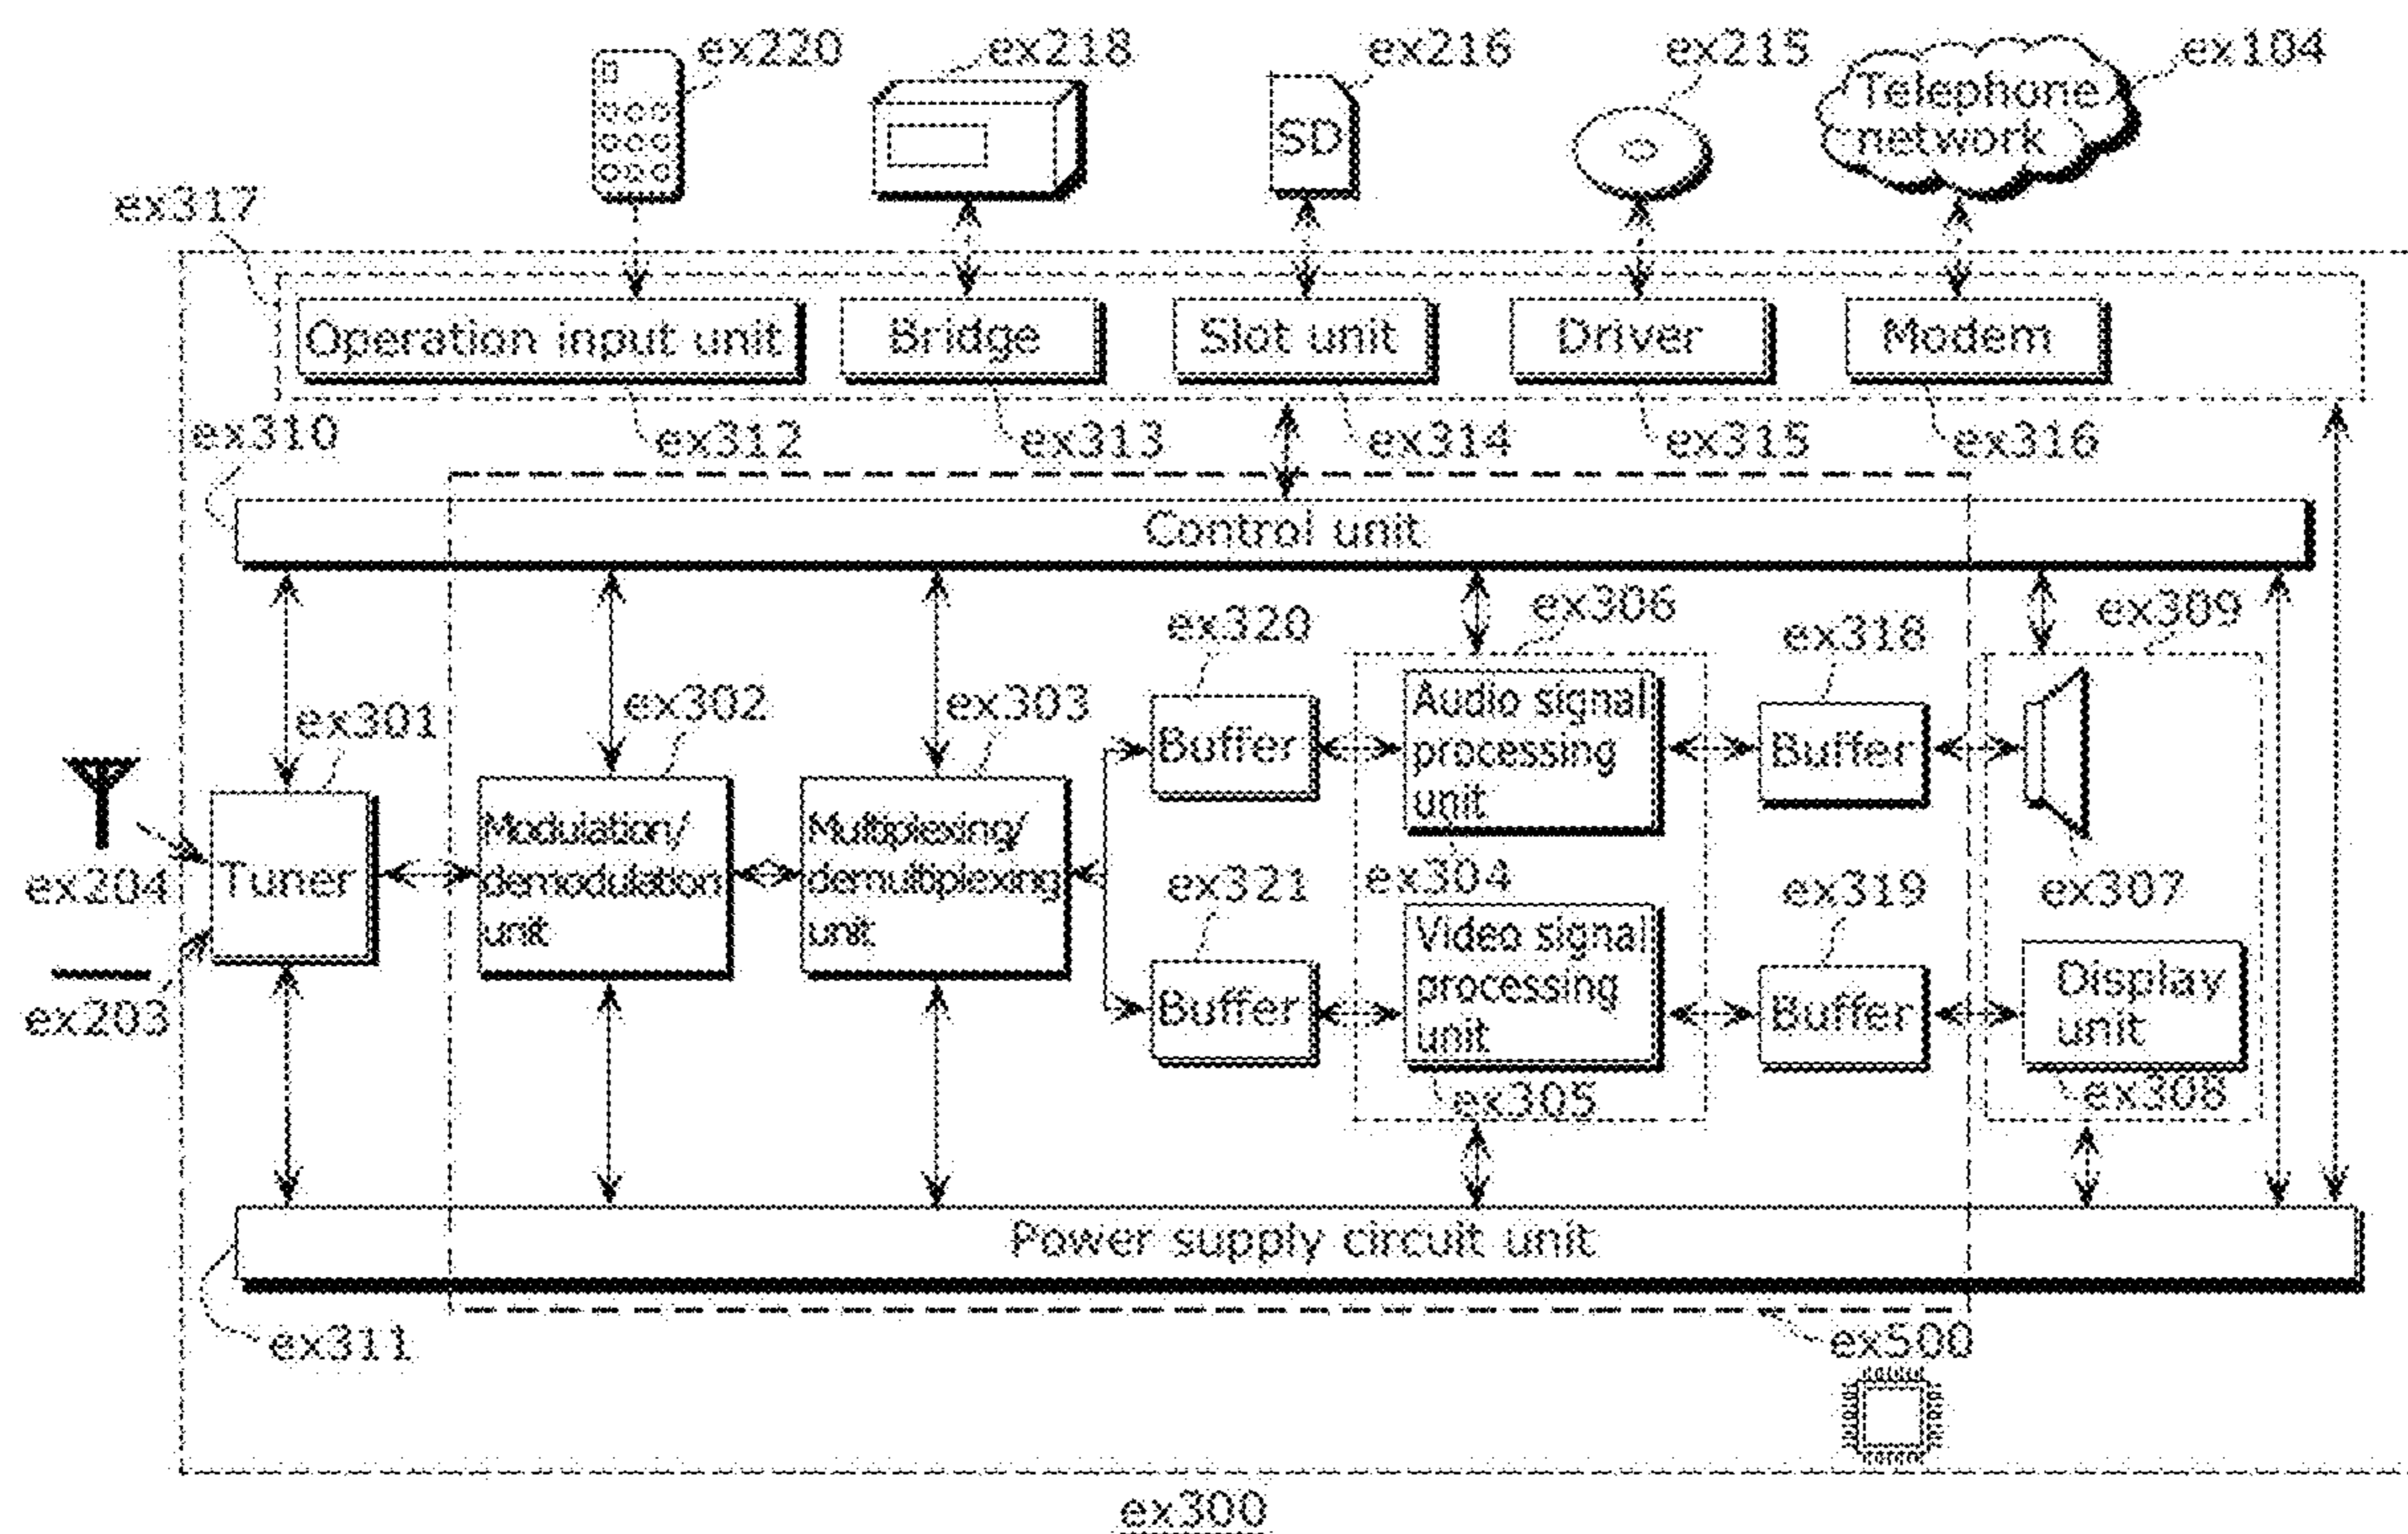 ex220
ex218
ex216
ex215
ex104
Telephone
network
SD
ex317
Operation input unit
Bridge
Slot unit
Driver
Modem
ex310
ex312
ex313
ex314
ex315
ex316
Control unit
ex320
ex306
ex318
ex309
ex301
ex302
ex303
Buffer
Audio signal
processing
unit
Buffer
ex204
Tuner
Modulation/
demodulation
unit
Multiplexing/
demultiplexing
unit
ex321
ex304
ex319
ex307
ex203
Buffer
Video signal
processing
unit
Buffer
Display
unit
ex305
ex308
Power supply circuit unit
ex311
ex500
ex300